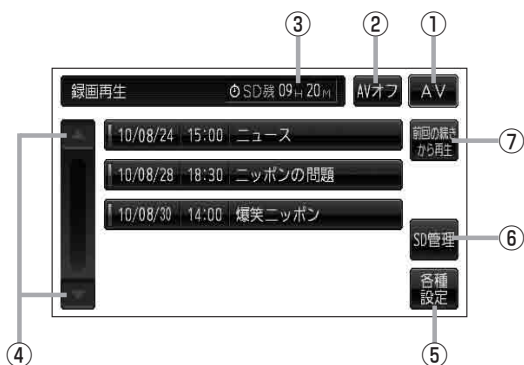 ③ ② ①
録画再生 SD残 09H 20M AVオフ AV
10/08/24 15:00 ニュース
前回の続き
から再生
⑦
10/08/28 18:30 ニッポンの問題
10/08/30 14:00 爆笑ニッポン
SD管理 ⑥
各種
設定
④ ⑤